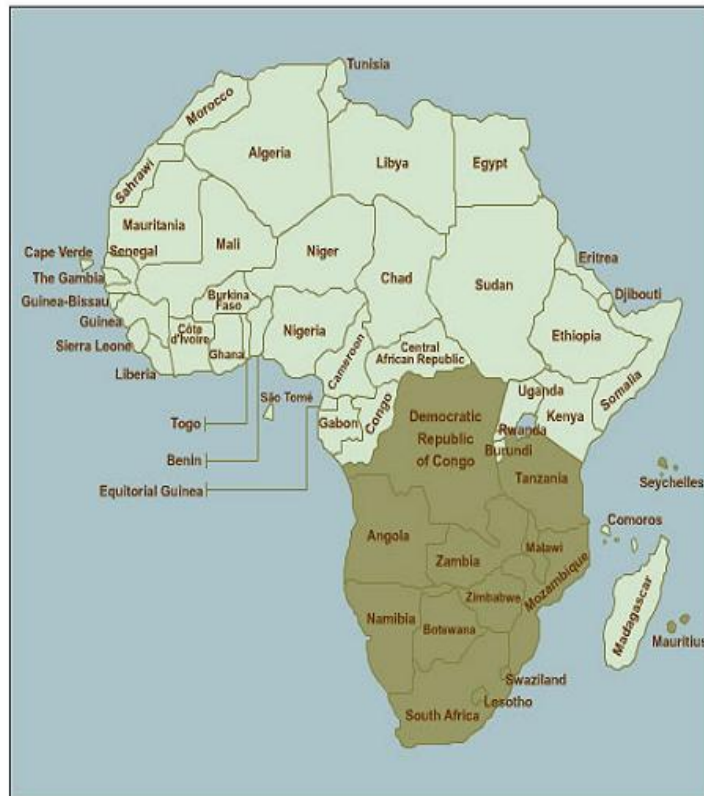 Tunisia
Morocco
Algeria
Libya
Egypt
Sahrawi
Mauritania
Mali
Niger
Chad
Sudan
Eritrea
Cape Verde
Senegal
The Gambia
Djibouti
Guinea-Bissau
Burkina
Faso
Guinea
Côte
d'Ivoire
Nigeria
Ethiopia
Sierra Leone
Ghana
Cameroon
Central
African Republic
Somalia
Liberia
Uganda
São Tomé
Togo
Gabon
Congo
Democratic
Republic
of Congo
Kenya
Rwanda
Burundi
Benin
Tanzania
Seychelles
Equitorial Guinea
Comoros
Angola
Malawi
Zambia
Mozambique
Zimbabwe
Madagascar
Namibia
Botswana
Mauritius
Swaziland
Lesotho
South Africa